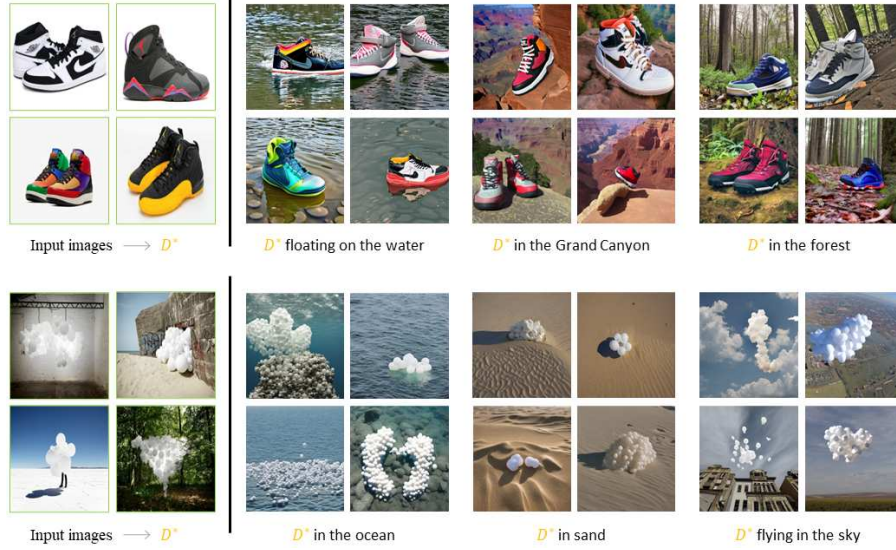 Input images → D*
D* floating on the water
D* in the Grand Canyon
D* in the forest
Input images → D*
D* in the ocean
D* in sand
D* flying in the sky